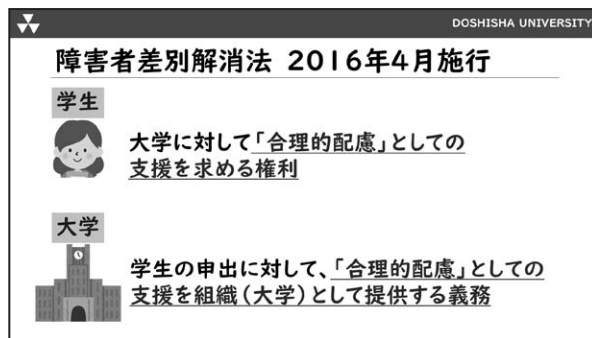 DOSHISHA UNIVERSITY
障害者差別解消法 2016年4月施行
学生
大学に対して「合理的配慮」としての
支援を求める権利
大学
学生の申出に対して、「合理的配慮」としての
支援を組織（大学）として提供する義務